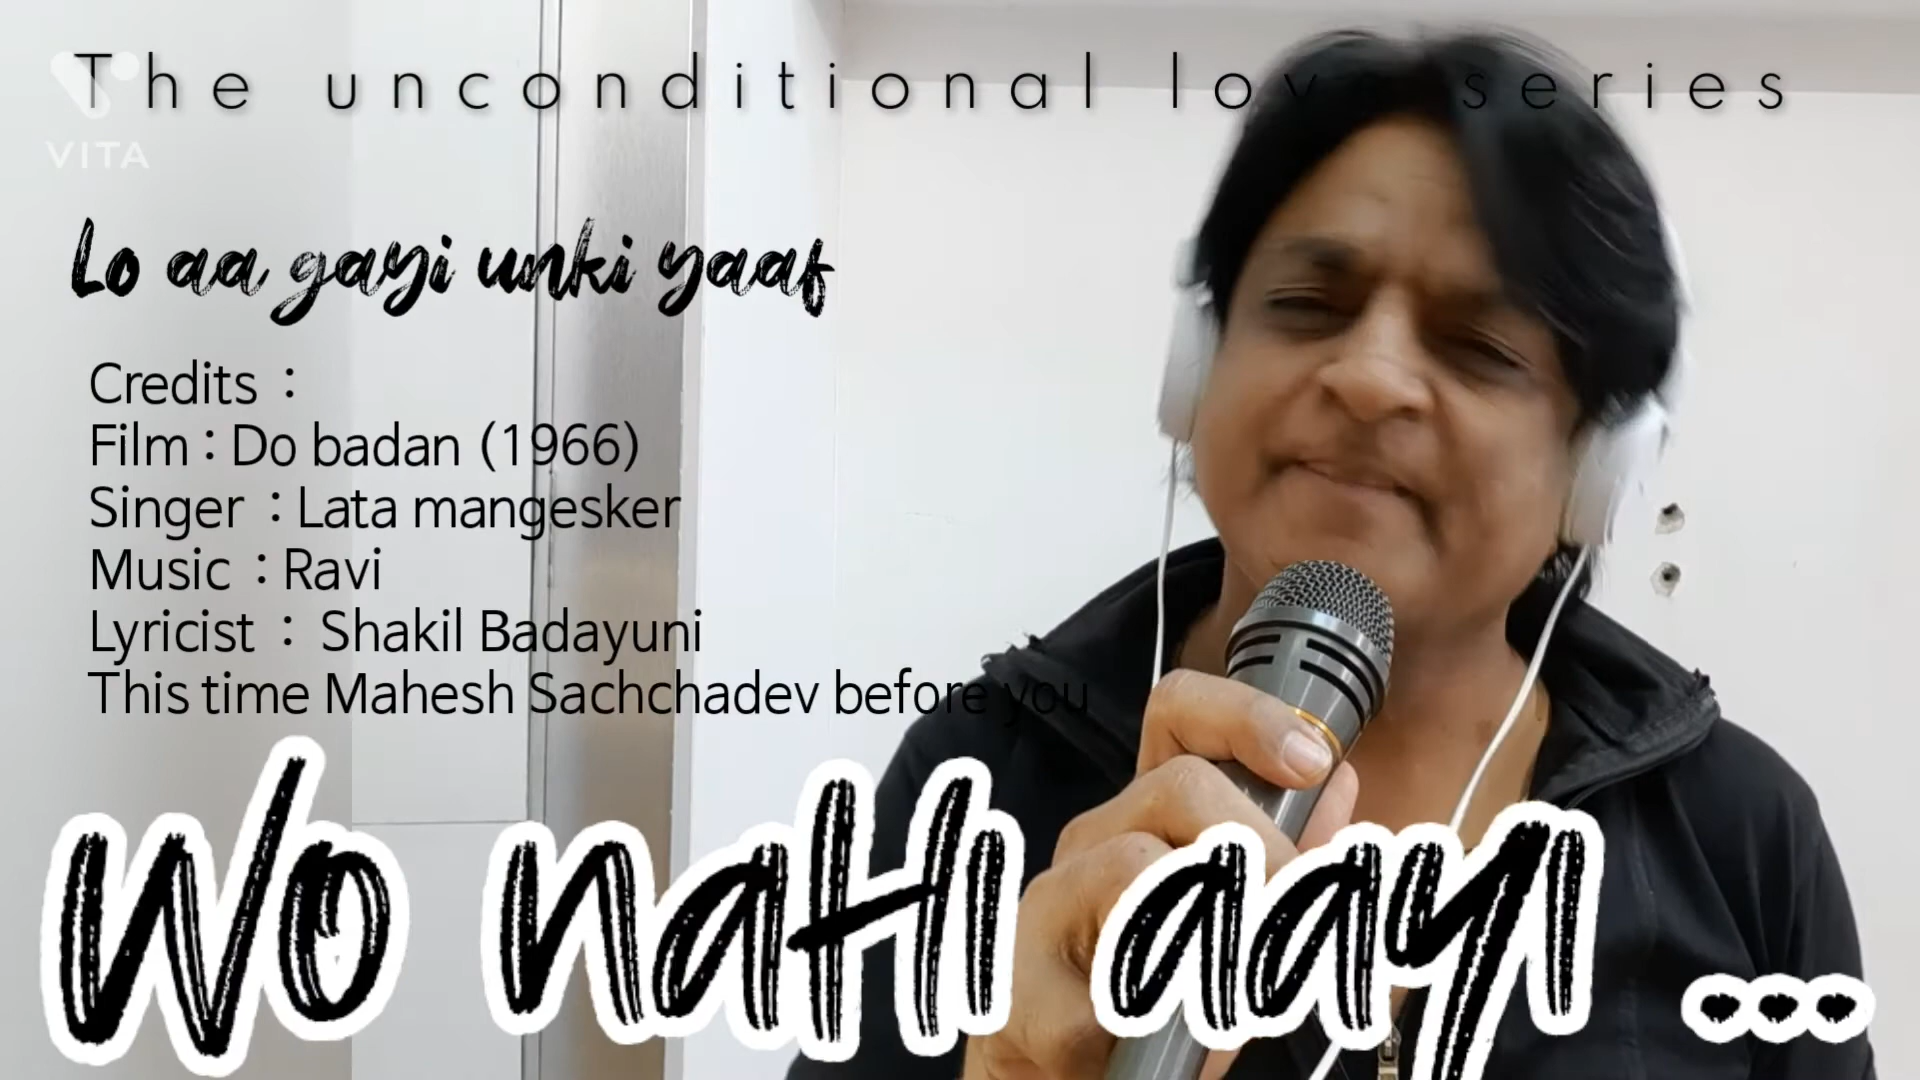 The unconditional love series
VITA
Lo aa gayi unki yaaf
Credits :
Film : Do badan (1966)
Singer : Lata mangesker
Music : Ravi
Lyricist : Shakil Badayuni
This time Mahesh Sachchadev before you
Wo naHi aayi ...